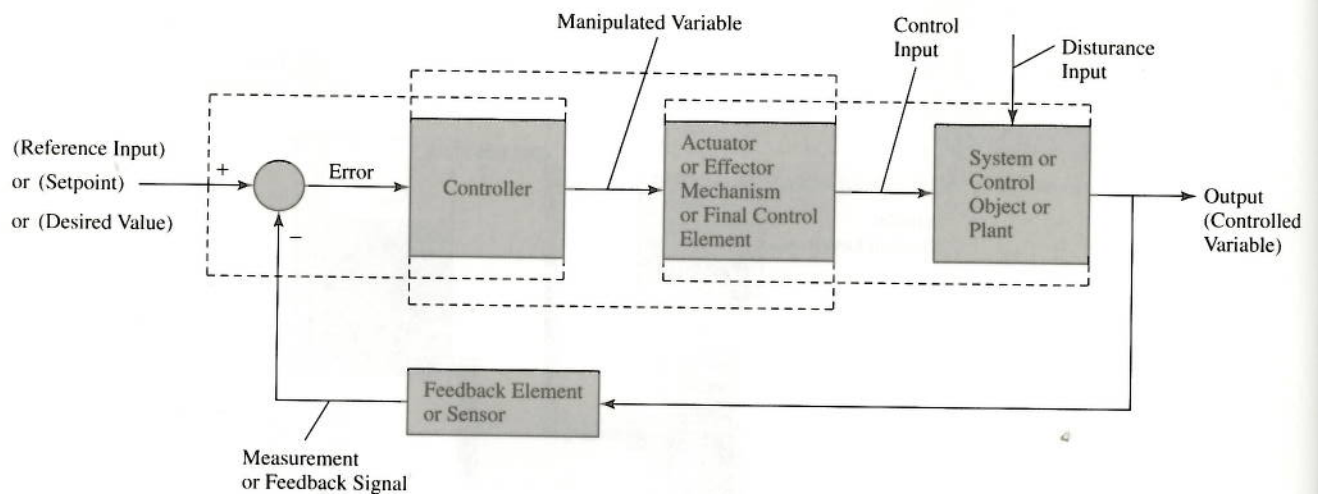 Manipulated Variable
Control
Input
Disturance
Input
(Reference Input)
or (Setpoint)
or (Desired Value)
+
−
Error
Controller
Actuator
or Effector
Mechanism
or Final Control
Element
System or
Control
Object or
Plant
Output
(Controlled
Variable)
Feedback Element
or Sensor
Measurement
or Feedback Signal